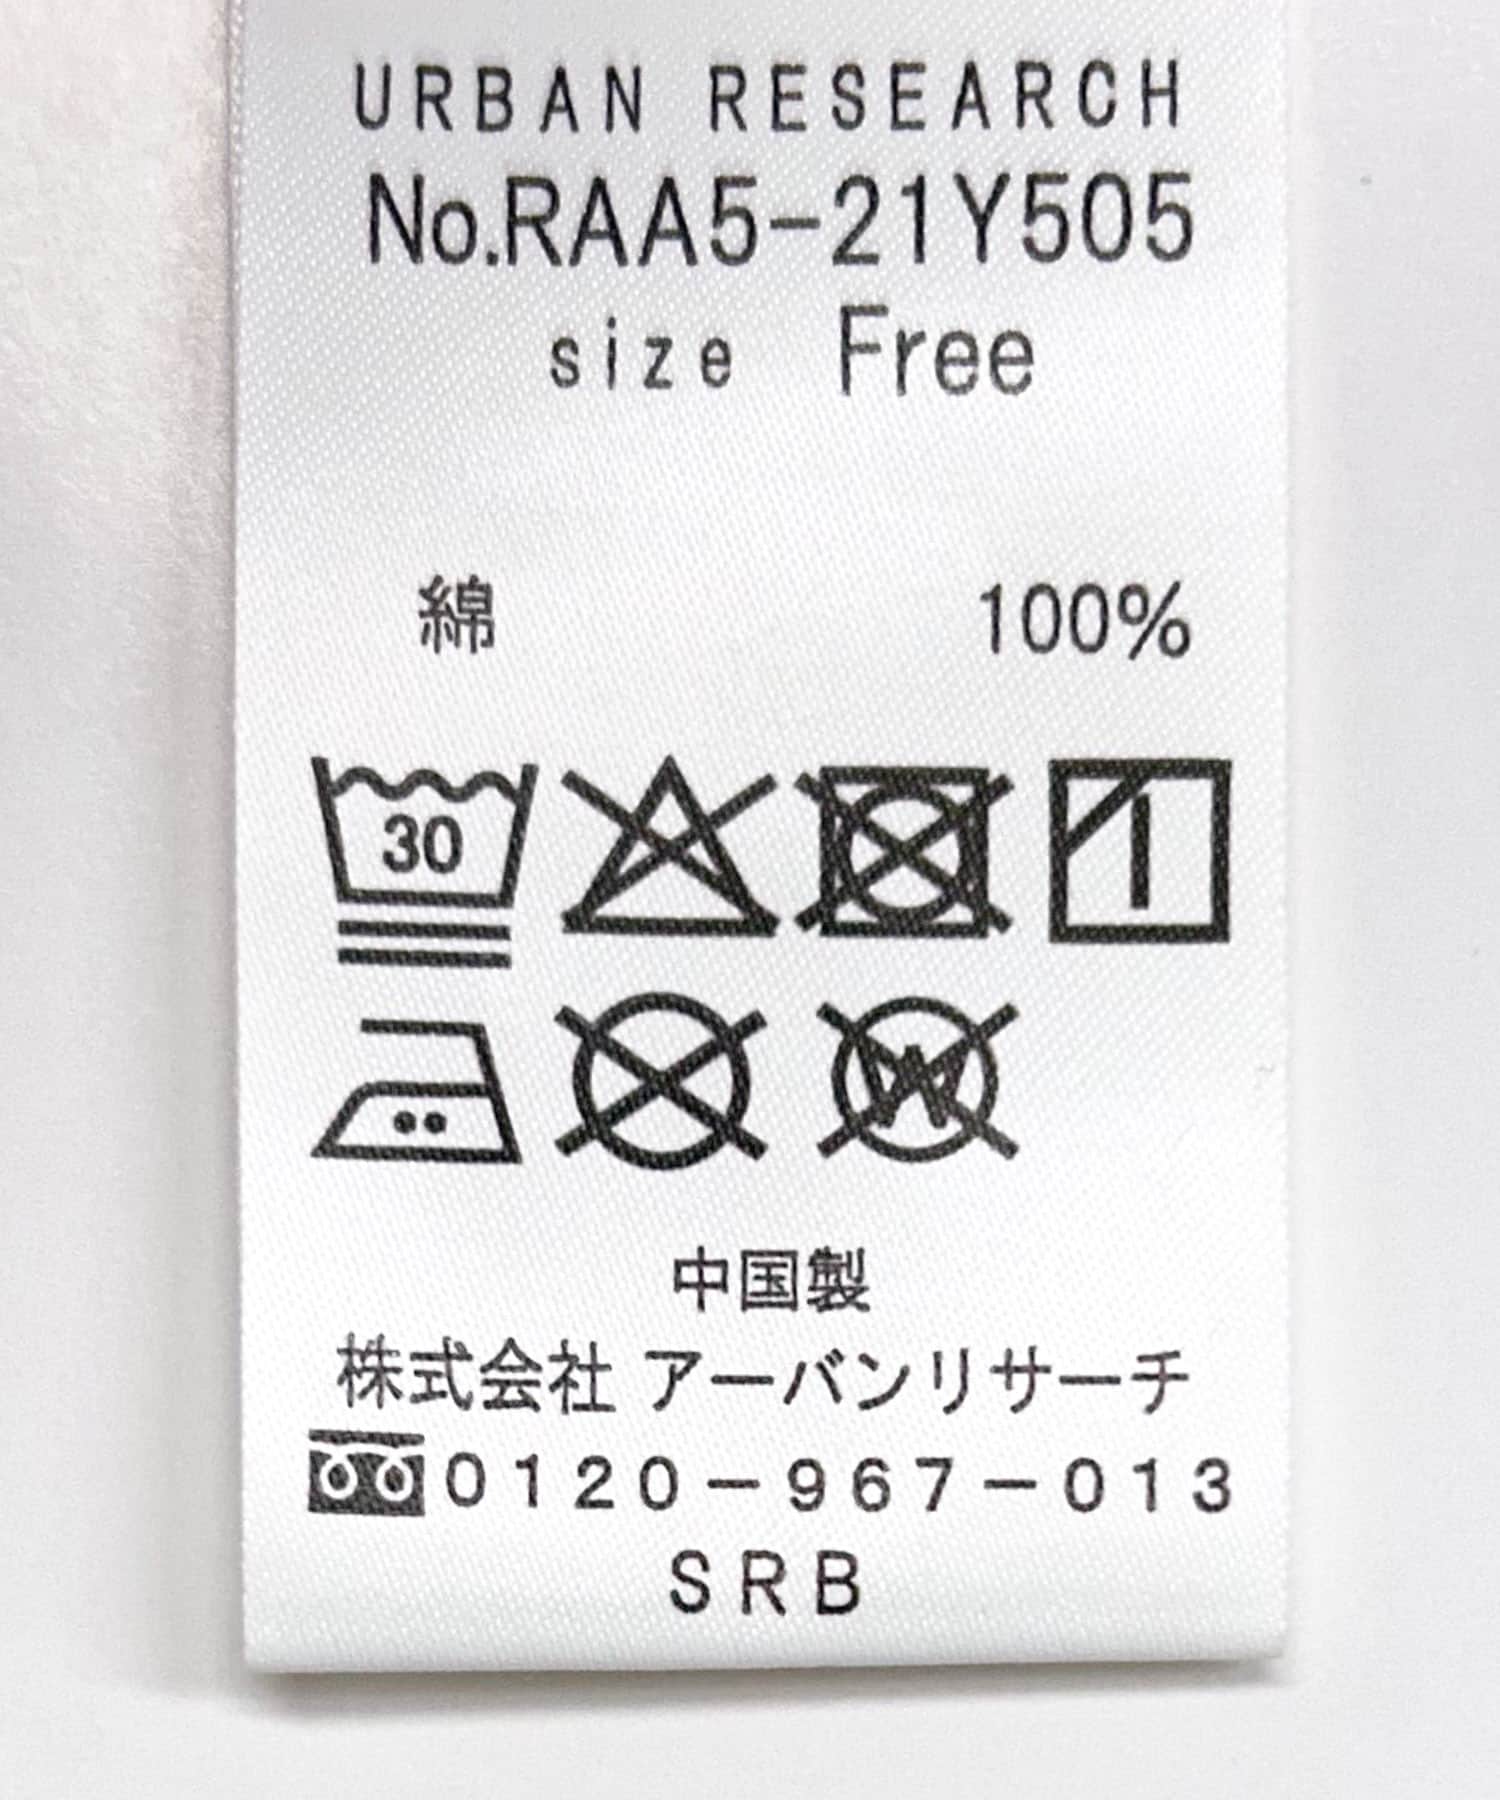 URBAN RESEARCH
No.RAA5-21Y505
size Free
綿 100%
30
W
中国製
株式会社 アーバンリサーチ
0120-967-013
SRB